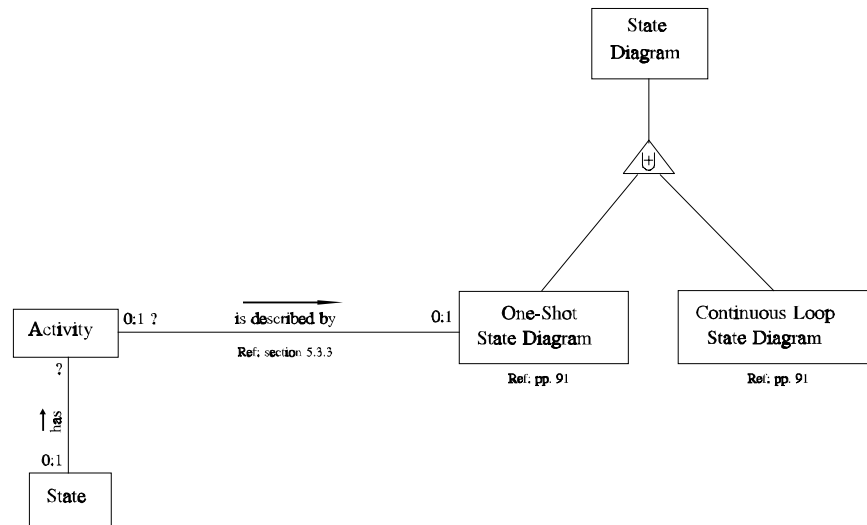 State
Diagram
⊎
One-Shot
State Diagram
Continuous Loop
State Diagram
Ref: pp. 91
Ref: pp. 91
Activity
0:1 ?
is described by
0:1
Ref: section 5.3.3
?
has
0:1
State